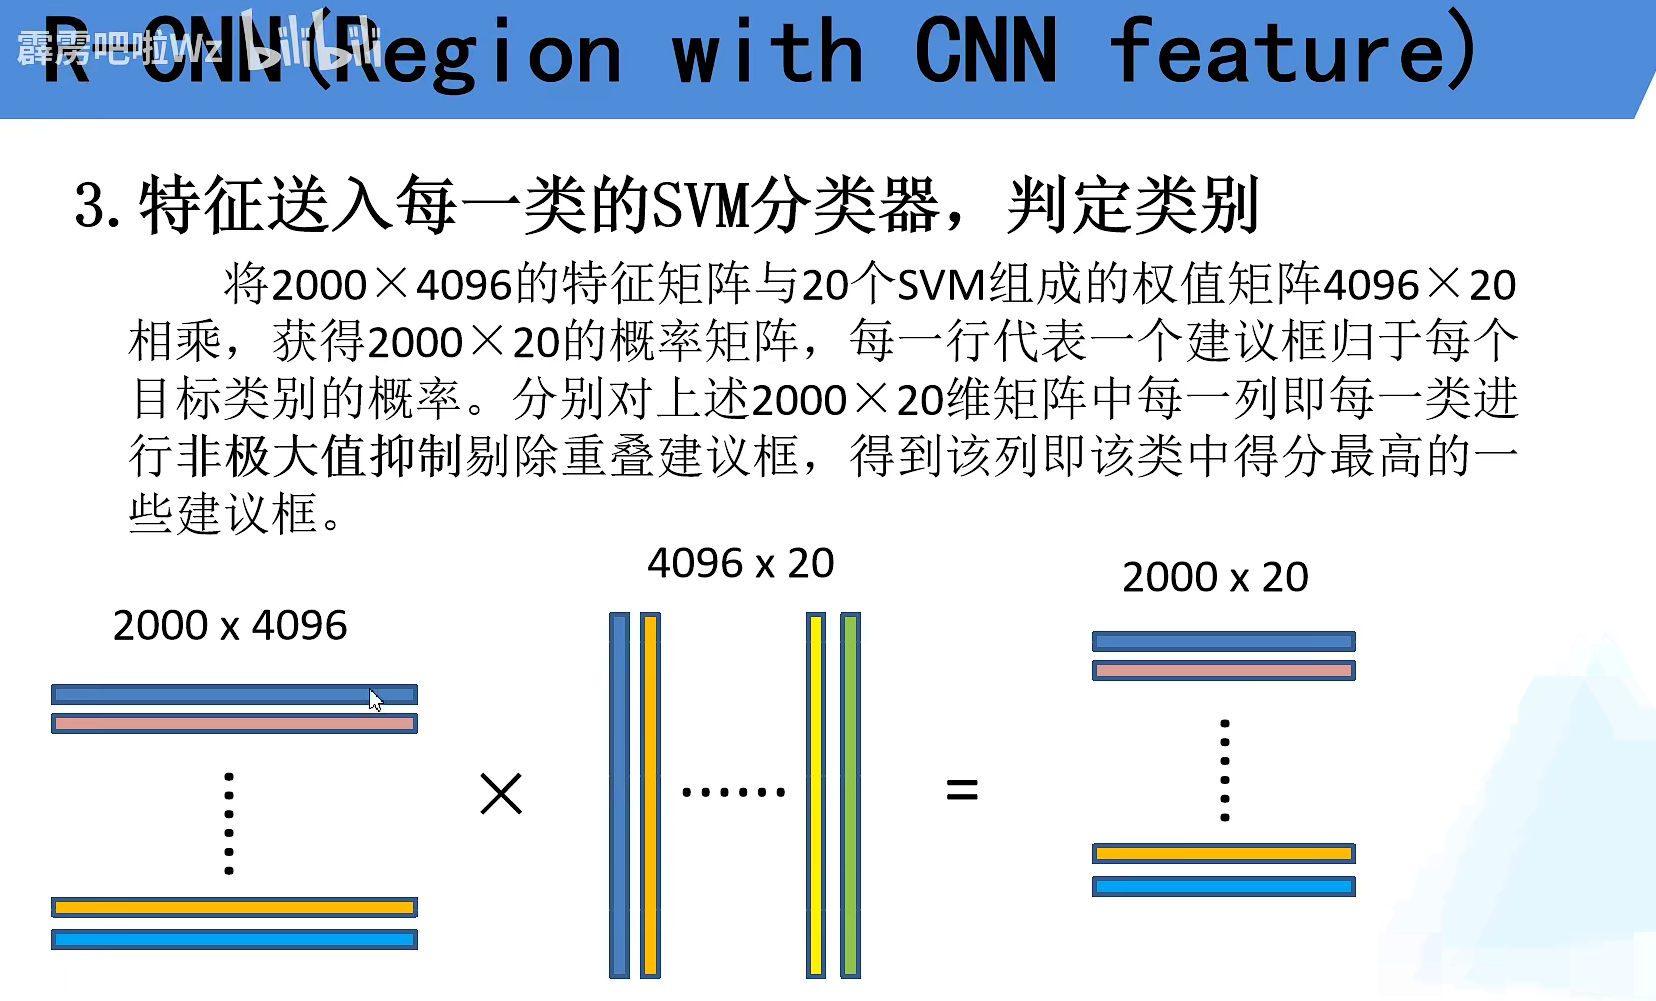 霹雳吧啦Wz bilibili
R-CNN(Region with CNN feature)
3.特征送入每一类的SVM分类器，判定类别
将2000×4096的特征矩阵与20个SVM组成的权值矩阵4096×20
相乘，获得2000×20的概率矩阵，每一行代表一个建议框归于每个
目标类别的概率。分别对上述2000×20维矩阵中每一列即每一类进
行非极大值抑制剔除重叠建议框，得到该列即该类中得分最高的一
些建议框。
2000 x 4096
4096 x 20
2000 x 20
×
......
=